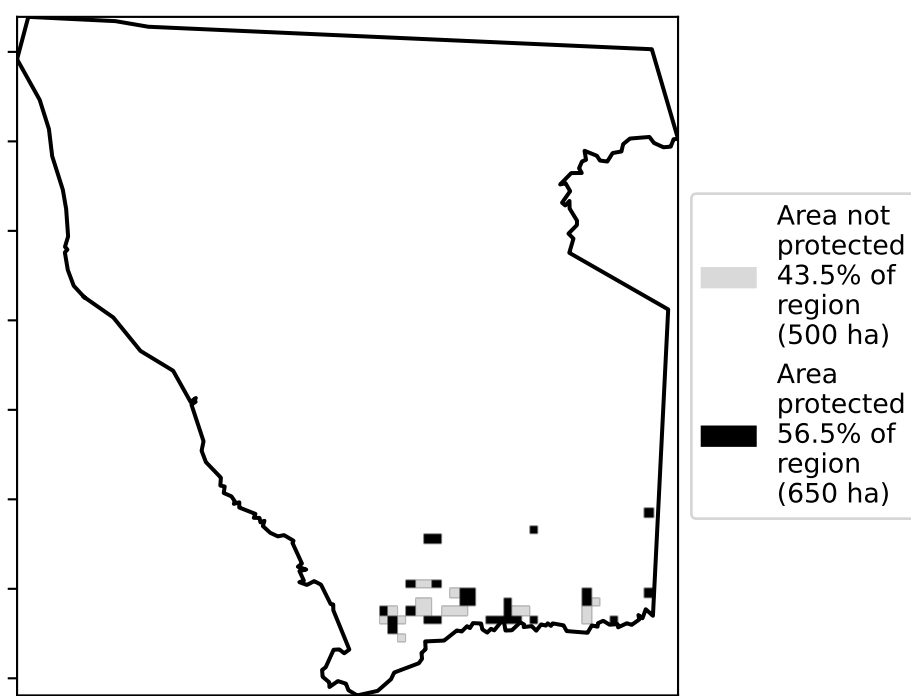 Area not
protected
43.5% of
region
(500 ha)
Area
protected
56.5% of
region
(650 ha)